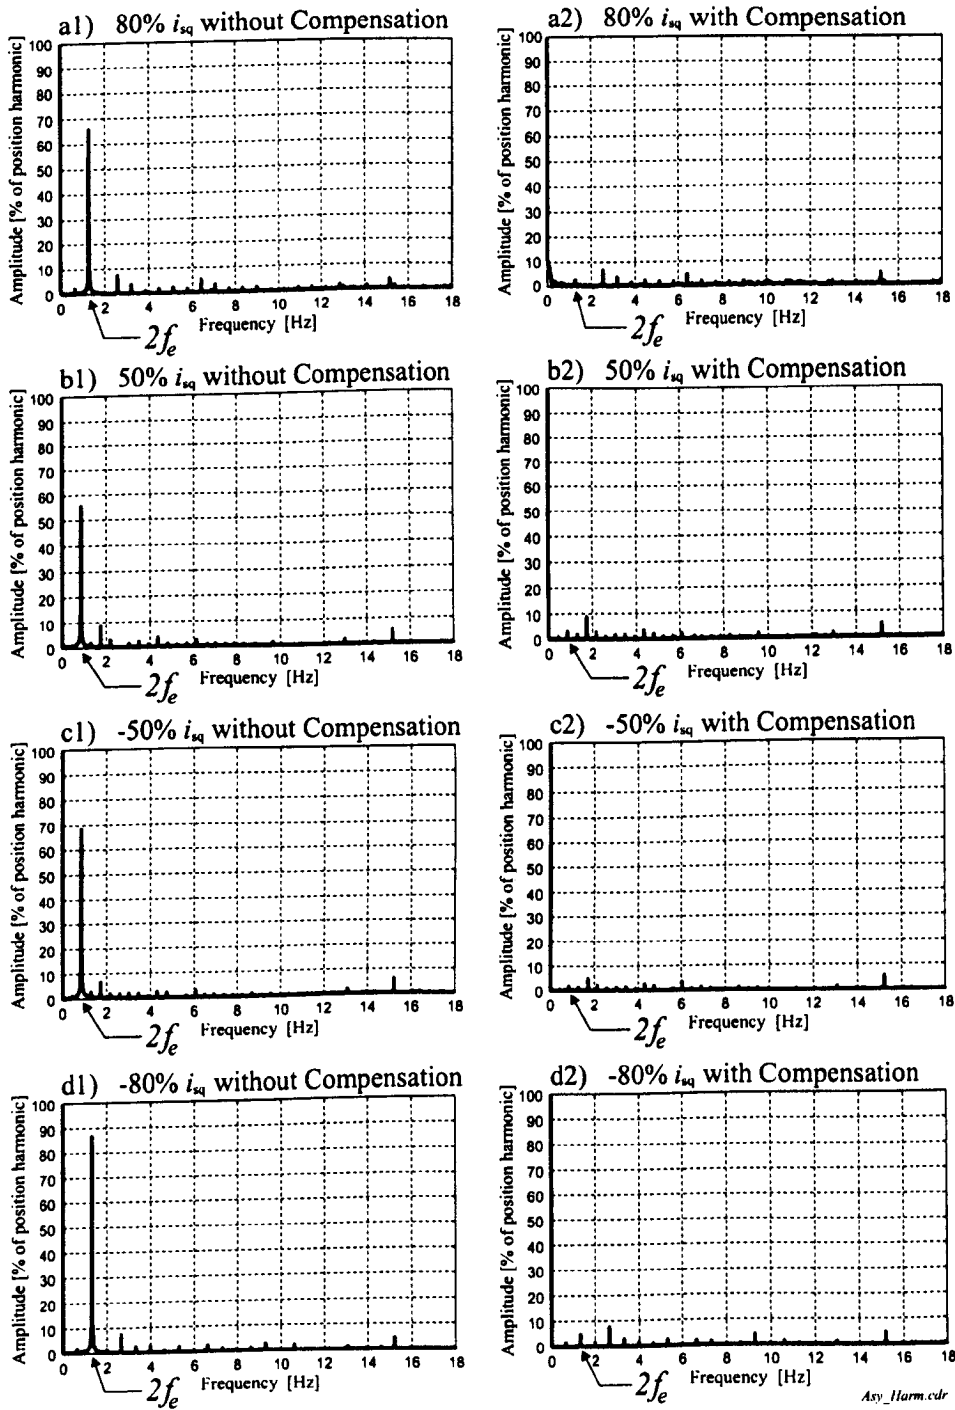 a1) 80% isq without Compensation
Amplitude [% of position harmonic]
100
90
80
70
60
50
40
30
20
10
0
0 2 4 6 8 10 12 14 16 18
Frequency [Hz]
2fe
a2) 80% isq with Compensation
Amplitude [% of position harmonic]
100
90
80
70
60
50
40
30
20
10
0
0 2 4 6 8 10 12 14 16 18
Frequency [Hz]
2fe
b1) 50% isq without Compensation
Amplitude [% of position harmonic]
100
90
80
70
60
50
40
30
20
10
0
0 2 4 6 8 10 12 14 16 18
Frequency [Hz]
2fe
b2) 50% isq with Compensation
Amplitude [% of position harmonic]
100
90
80
70
60
50
40
30
20
10
0
0 2 4 6 8 10 12 14 16 18
Frequency [Hz]
2fe
c1) -50% isq without Compensation
Amplitude [% of position harmonic]
100
90
80
70
60
50
40
30
20
10
0
0 2 4 6 8 10 12 14 16 18
Frequency [Hz]
2fe
c2) -50% isq with Compensation
Amplitude [% of position harmonic]
100
90
80
70
60
50
40
30
20
10
0
0 2 4 6 8 10 12 14 16 18
Frequency [Hz]
2fe
d1) -80% isq without Compensation
Amplitude [% of position harmonic]
100
90
80
70
60
50
40
30
20
10
0
0 2 4 6 8 10 12 14 16 18
Frequency [Hz]
2fe
d2) -80% isq with Compensation
Amplitude [% of position harmonic]
100
90
80
70
60
50
40
30
20
10
0
0 2 4 6 8 10 12 14 16 18
Frequency [Hz]
2fe
Asy_Harm.cdr